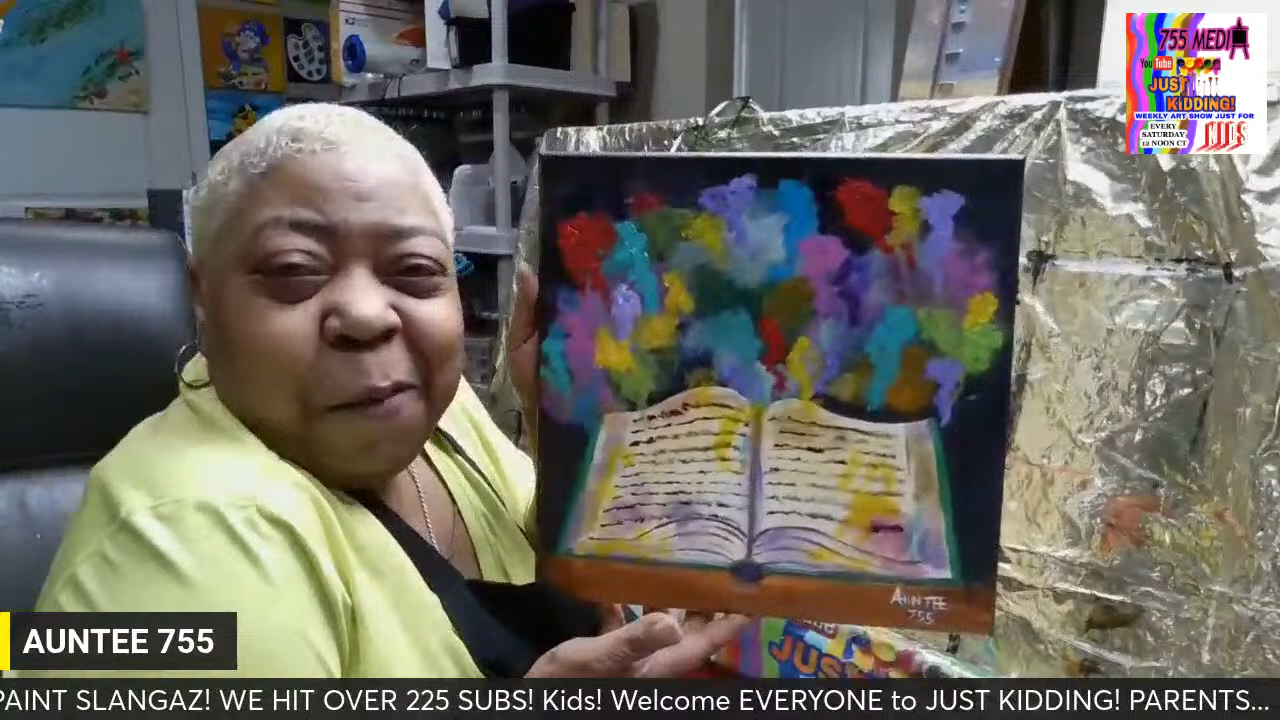 755 MEDIA
YouTube
JUST
KIDDING!
WEEKLY ART SHOW JUST FOR
EVERY
SATURDAY
12 NOON CT
KIDS
AUNTEE
755
JUS
AUNTEE 755
PAINT SLANGAZ! WE HIT OVER 225 SUBS! Kids! Welcome EVERYONE to JUST KIDDING! PARENTS...